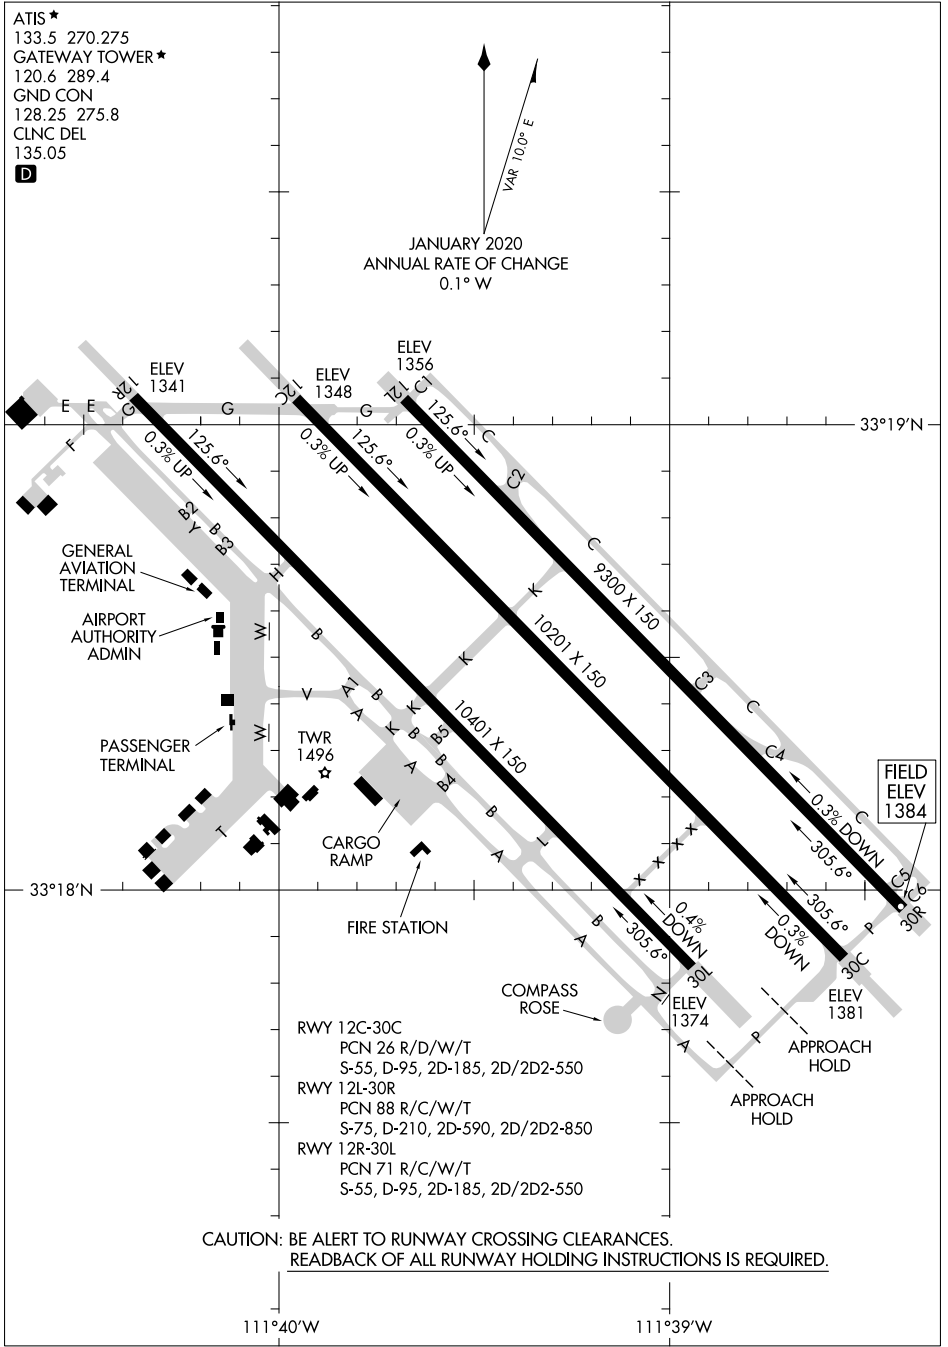 ATIS ★
133.5 270.275
GATEWAY TOWER ★
120.6 289.4
GND CON
128.25 275.8
CLNC DEL
135.05
D
VAR 10.0° E
JANUARY 2020
ANNUAL RATE OF CHANGE
0.1° W
ELEV
1341
ELEV
1348
ELEV
1356
12R
12C
12L
C1
E
E
G
G
G
F
C
33°19'N
125.6°
0.3% UP
125.6°
0.3% UP
125.6°
0.3% UP
C2
B2
Y
B
B3
C
H
GENERAL
AVIATION
TERMINAL
AIRPORT
AUTHORITY
ADMIN
W
B
K
K
9300 X 150
10201 X 150
10401 X 150
V
A1
B
A
K
K
B
B5
B
A
B4
C3
C
C4
C
W
PASSENGER
TERMINAL
TWR
1496
T
CARGO
RAMP
FIRE STATION
B
A
L
X
X
X
X
0.3% DOWN
305.6°
FIELD
ELEV
1384
C5
C6
30R
P
33°18'N
0.4%
DOWN
305.6°
305.6°
0.3%
DOWN
30C
B
A
30L
N
COMPASS
ROSE
ELEV
1374
ELEV
1381
A
P
APPROACH
HOLD
APPROACH
HOLD
RWY 12C-30C
PCN 26 R/D/W/T
S-55, D-95, 2D-185, 2D/2D2-550
RWY 12L-30R
PCN 88 R/C/W/T
S-75, D-210, 2D-590, 2D/2D2-850
RWY 12R-30L
PCN 71 R/C/W/T
S-55, D-95, 2D-185, 2D/2D2-550
CAUTION: BE ALERT TO RUNWAY CROSSING CLEARANCES.
READBACK OF ALL RUNWAY HOLDING INSTRUCTIONS IS REQUIRED.
111°40'W
111°39'W